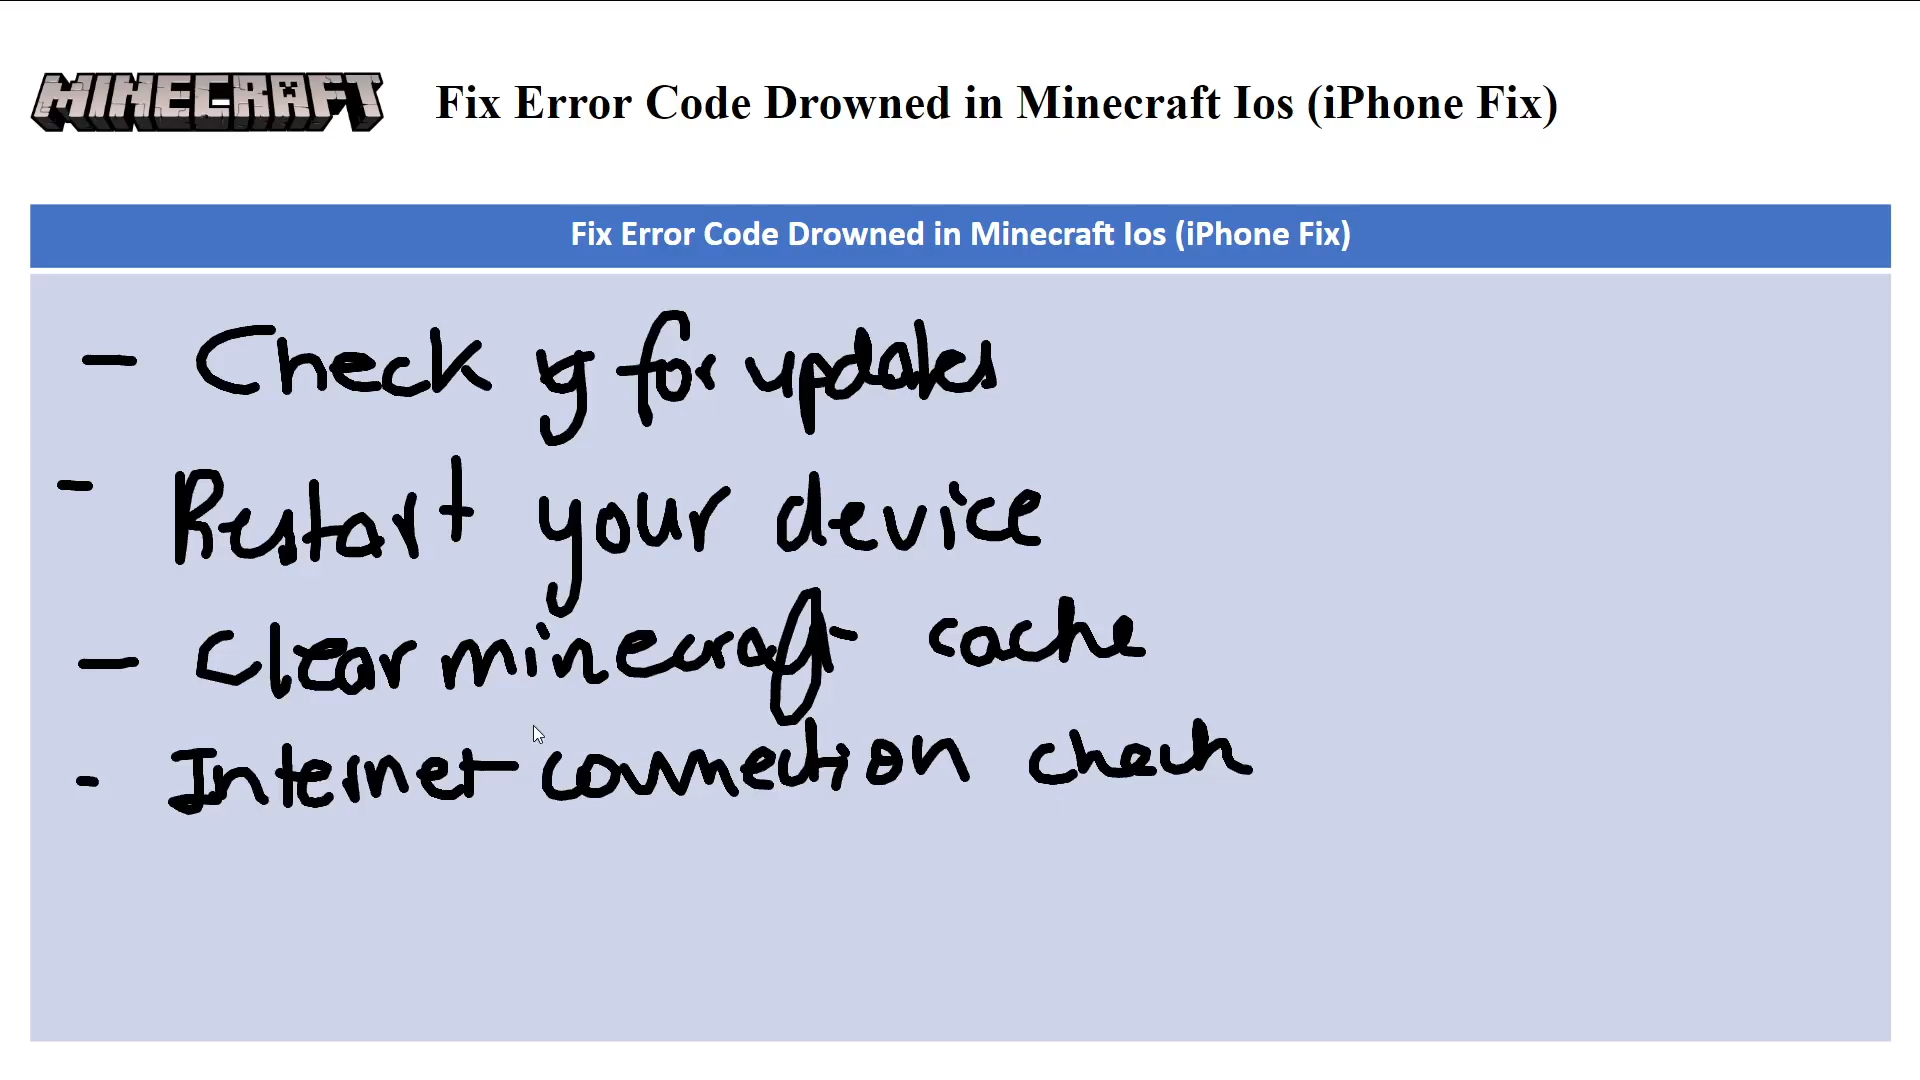 MINECRAFT
Fix Error Code Drowned in Minecraft Ios (iPhone Fix)
Fix Error Code Drowned in Minecraft Ios (iPhone Fix)
- Check for updates
- Restart your device
- Clear minecraft cache
- Internet connection check